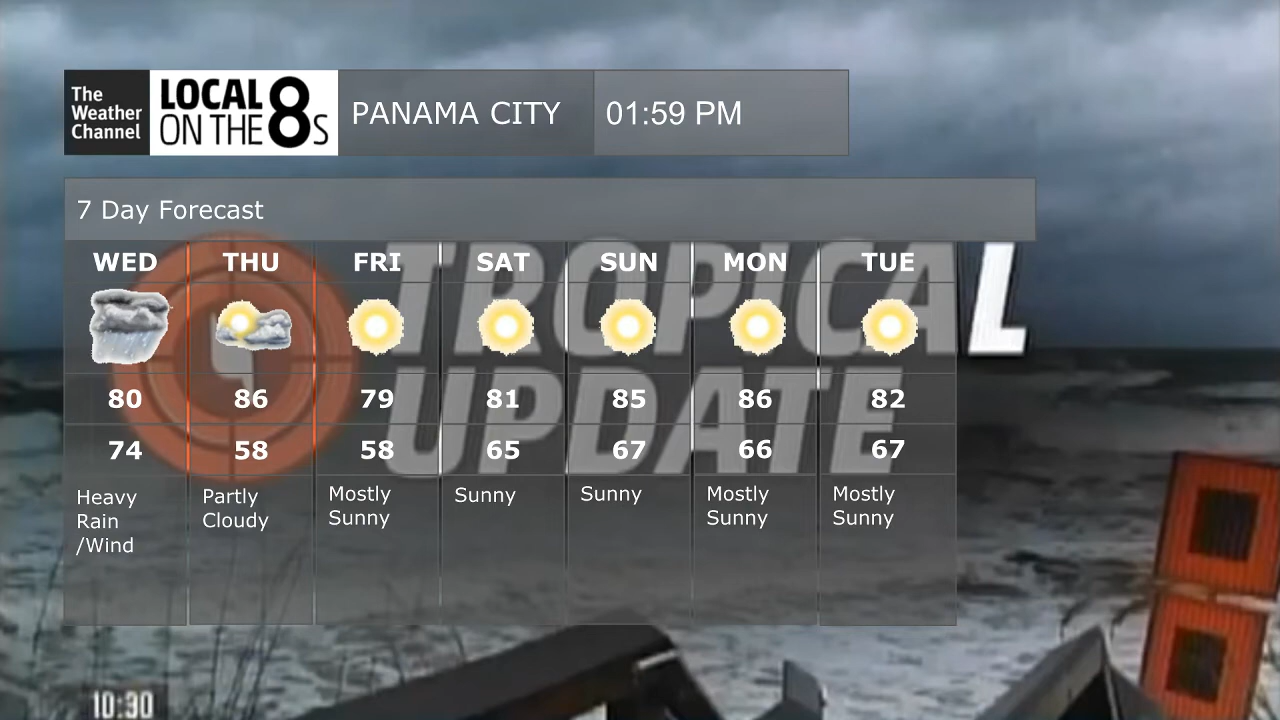 The
Weather
Channel
LOCAL
ON THE 8s
PANAMA CITY
01:59 PM
7 Day Forecast
WED THU FRI SAT SUN MON TUE
80 86 79 81 85 86 82
74 58 58 65 67 66 67
Heavy
Rain
/Wind
Partly
Cloudy
Mostly
Sunny
Sunny
Sunny
Mostly
Sunny
Mostly
Sunny
TROPICAL
UPDATE
10:30